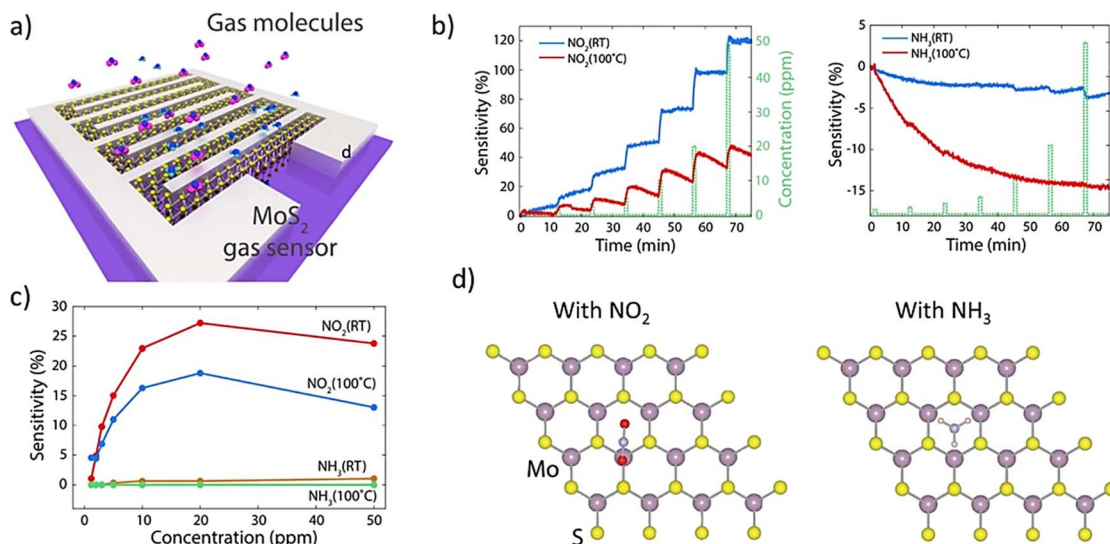 a)
Gas molecules
d
MoS2
gas sensor
b)
Sensitivity (%)
120
100
80
60
40
20
0
NO2(RT)
NO2(100°C)
50
40
30
20
10
0
Concentration (ppm)
0 10 20 30 40 50 60 70
Time (min)
Sensitivity (%)
0
-5
-10
-15
NH3(RT)
NH3(100°C)
0 10 20 30 40 50 60 70
Time (min)
c)
Sensitivity (%)
30
25
20
15
10
5
0
NO2(RT)
NO2(100°C)
NH3(RT)
NH3(100°C)
0 10 20 30 40 50
Concentration (ppm)
d)
With NO2
With NH3
Mo
S